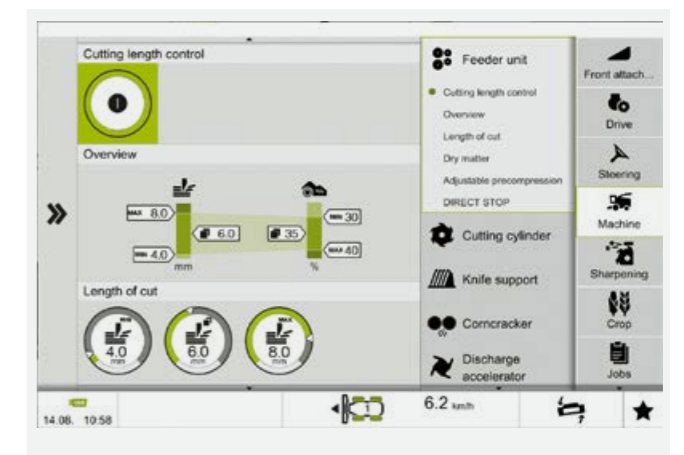 Cutting length control
Overview
MAX 8.0
MIN 4.0
6.0
mm
35
MIN 30
MAX 40
%
Length of cut
MIN
4.0
mm
6.0
mm
MAX
8.0
mm
Feeder unit
Cutting length control
Overview
Length of cut
Dry matter
Adjustable precompression
DIRECT STOP
Cutting cylinder
Knife support
Corncracker
Discharge
accelerator
Front attach...
Drive
Steering
Machine
Sharpening
Crop
Jobs
14.08. 10:58
1
6.2 km/h